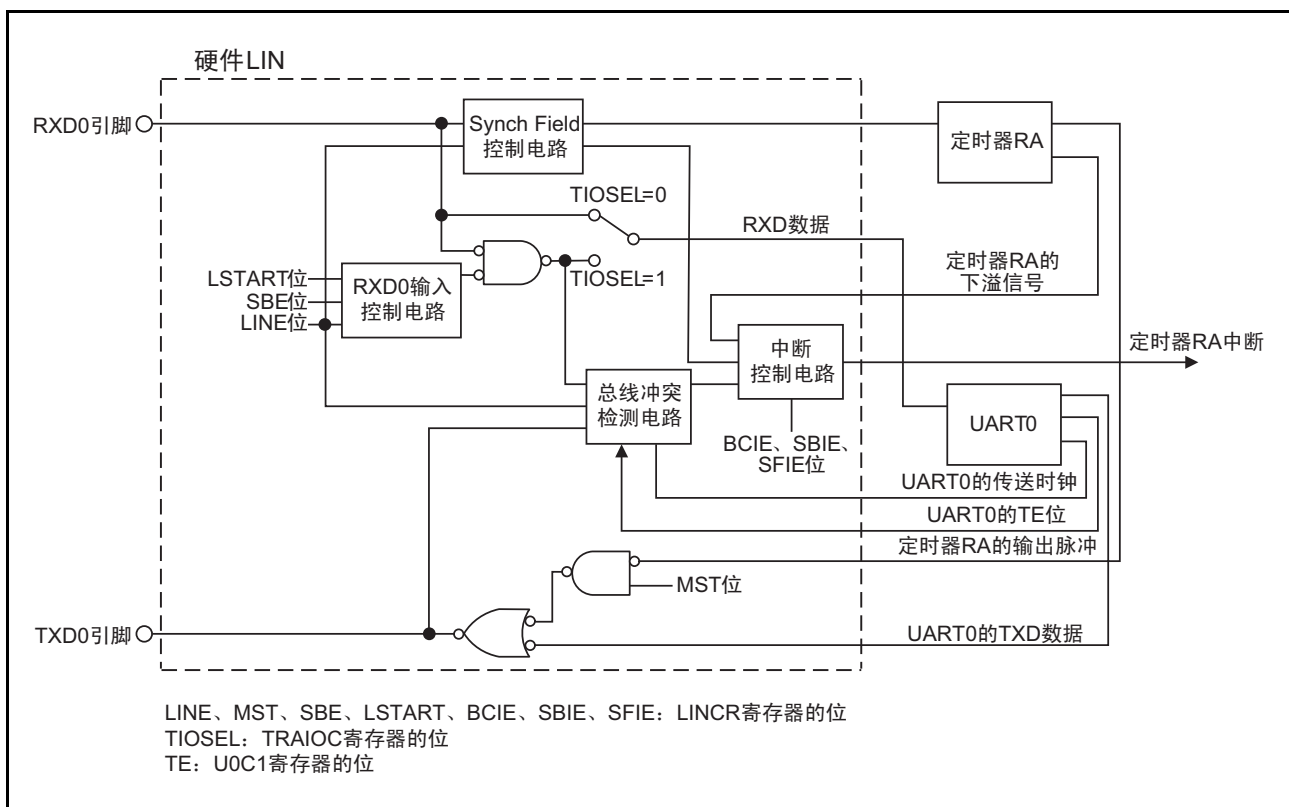 硬件LIN
RXD0引脚
Synch Field
控制电路
定时器RA
TIOSEL=0
RXD数据
TIOSEL=1
定时器RA的
下溢信号
LSTART位
SBE位
LINE位
RXD0输入
控制电路
中断
控制电路
定时器RA中断
总线冲突
检测电路
UART0
BCIE、SBIE、
SFIE位
UART0的传送时钟
UART0的TE位
定时器RA的输出脉冲
MST位
TXD0引脚
UART0的TXD数据
LINE、MST、SBE、LSTART、BCIE、SBIE、SFIE：LINCR寄存器的位
TIOSEL：TRAIOC寄存器的位
TE：U0C1寄存器的位